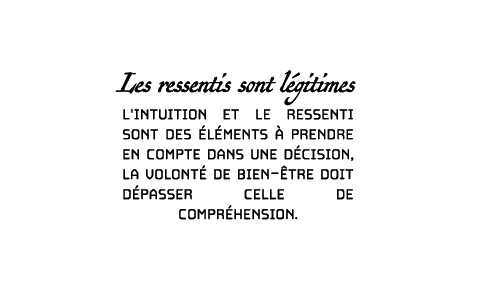 Les ressentis sont légitimes
L'INTUITION ET LE RESSENTI
SONT DES ÉLÉMENTS À PRENDRE
EN COMPTE DANS UNE DÉCISION,
LA VOLONTÉ DE BIEN-ÊTRE DOIT
DÉPASSER CELLE DE
COMPRÉHENSION.